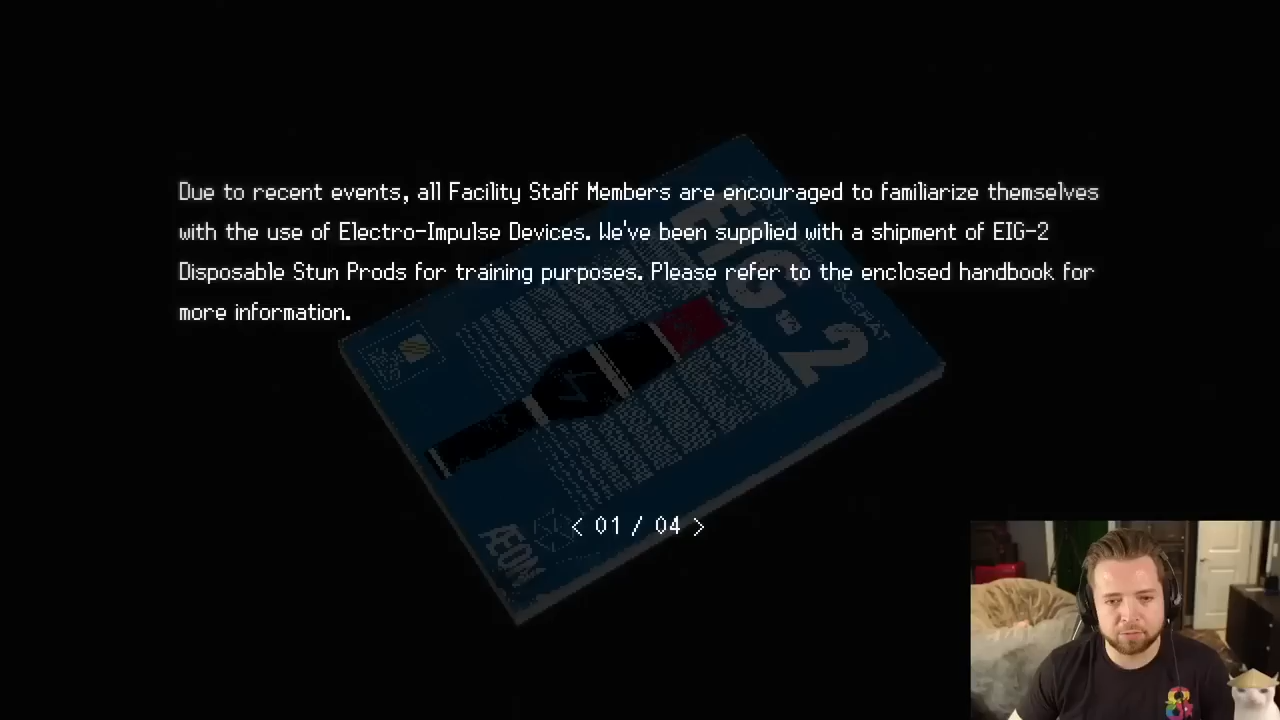 Due to recent events, all Facility Staff Members are encouraged to familiarize themselves
with the use of Electro-Impulse Devices. We've been supplied with a shipment of EIG-2
Disposable Stun Prods for training purposes. Please refer to the enclosed handbook for
more information.
EIG-2
ÆON
< 01 / 04 >
8